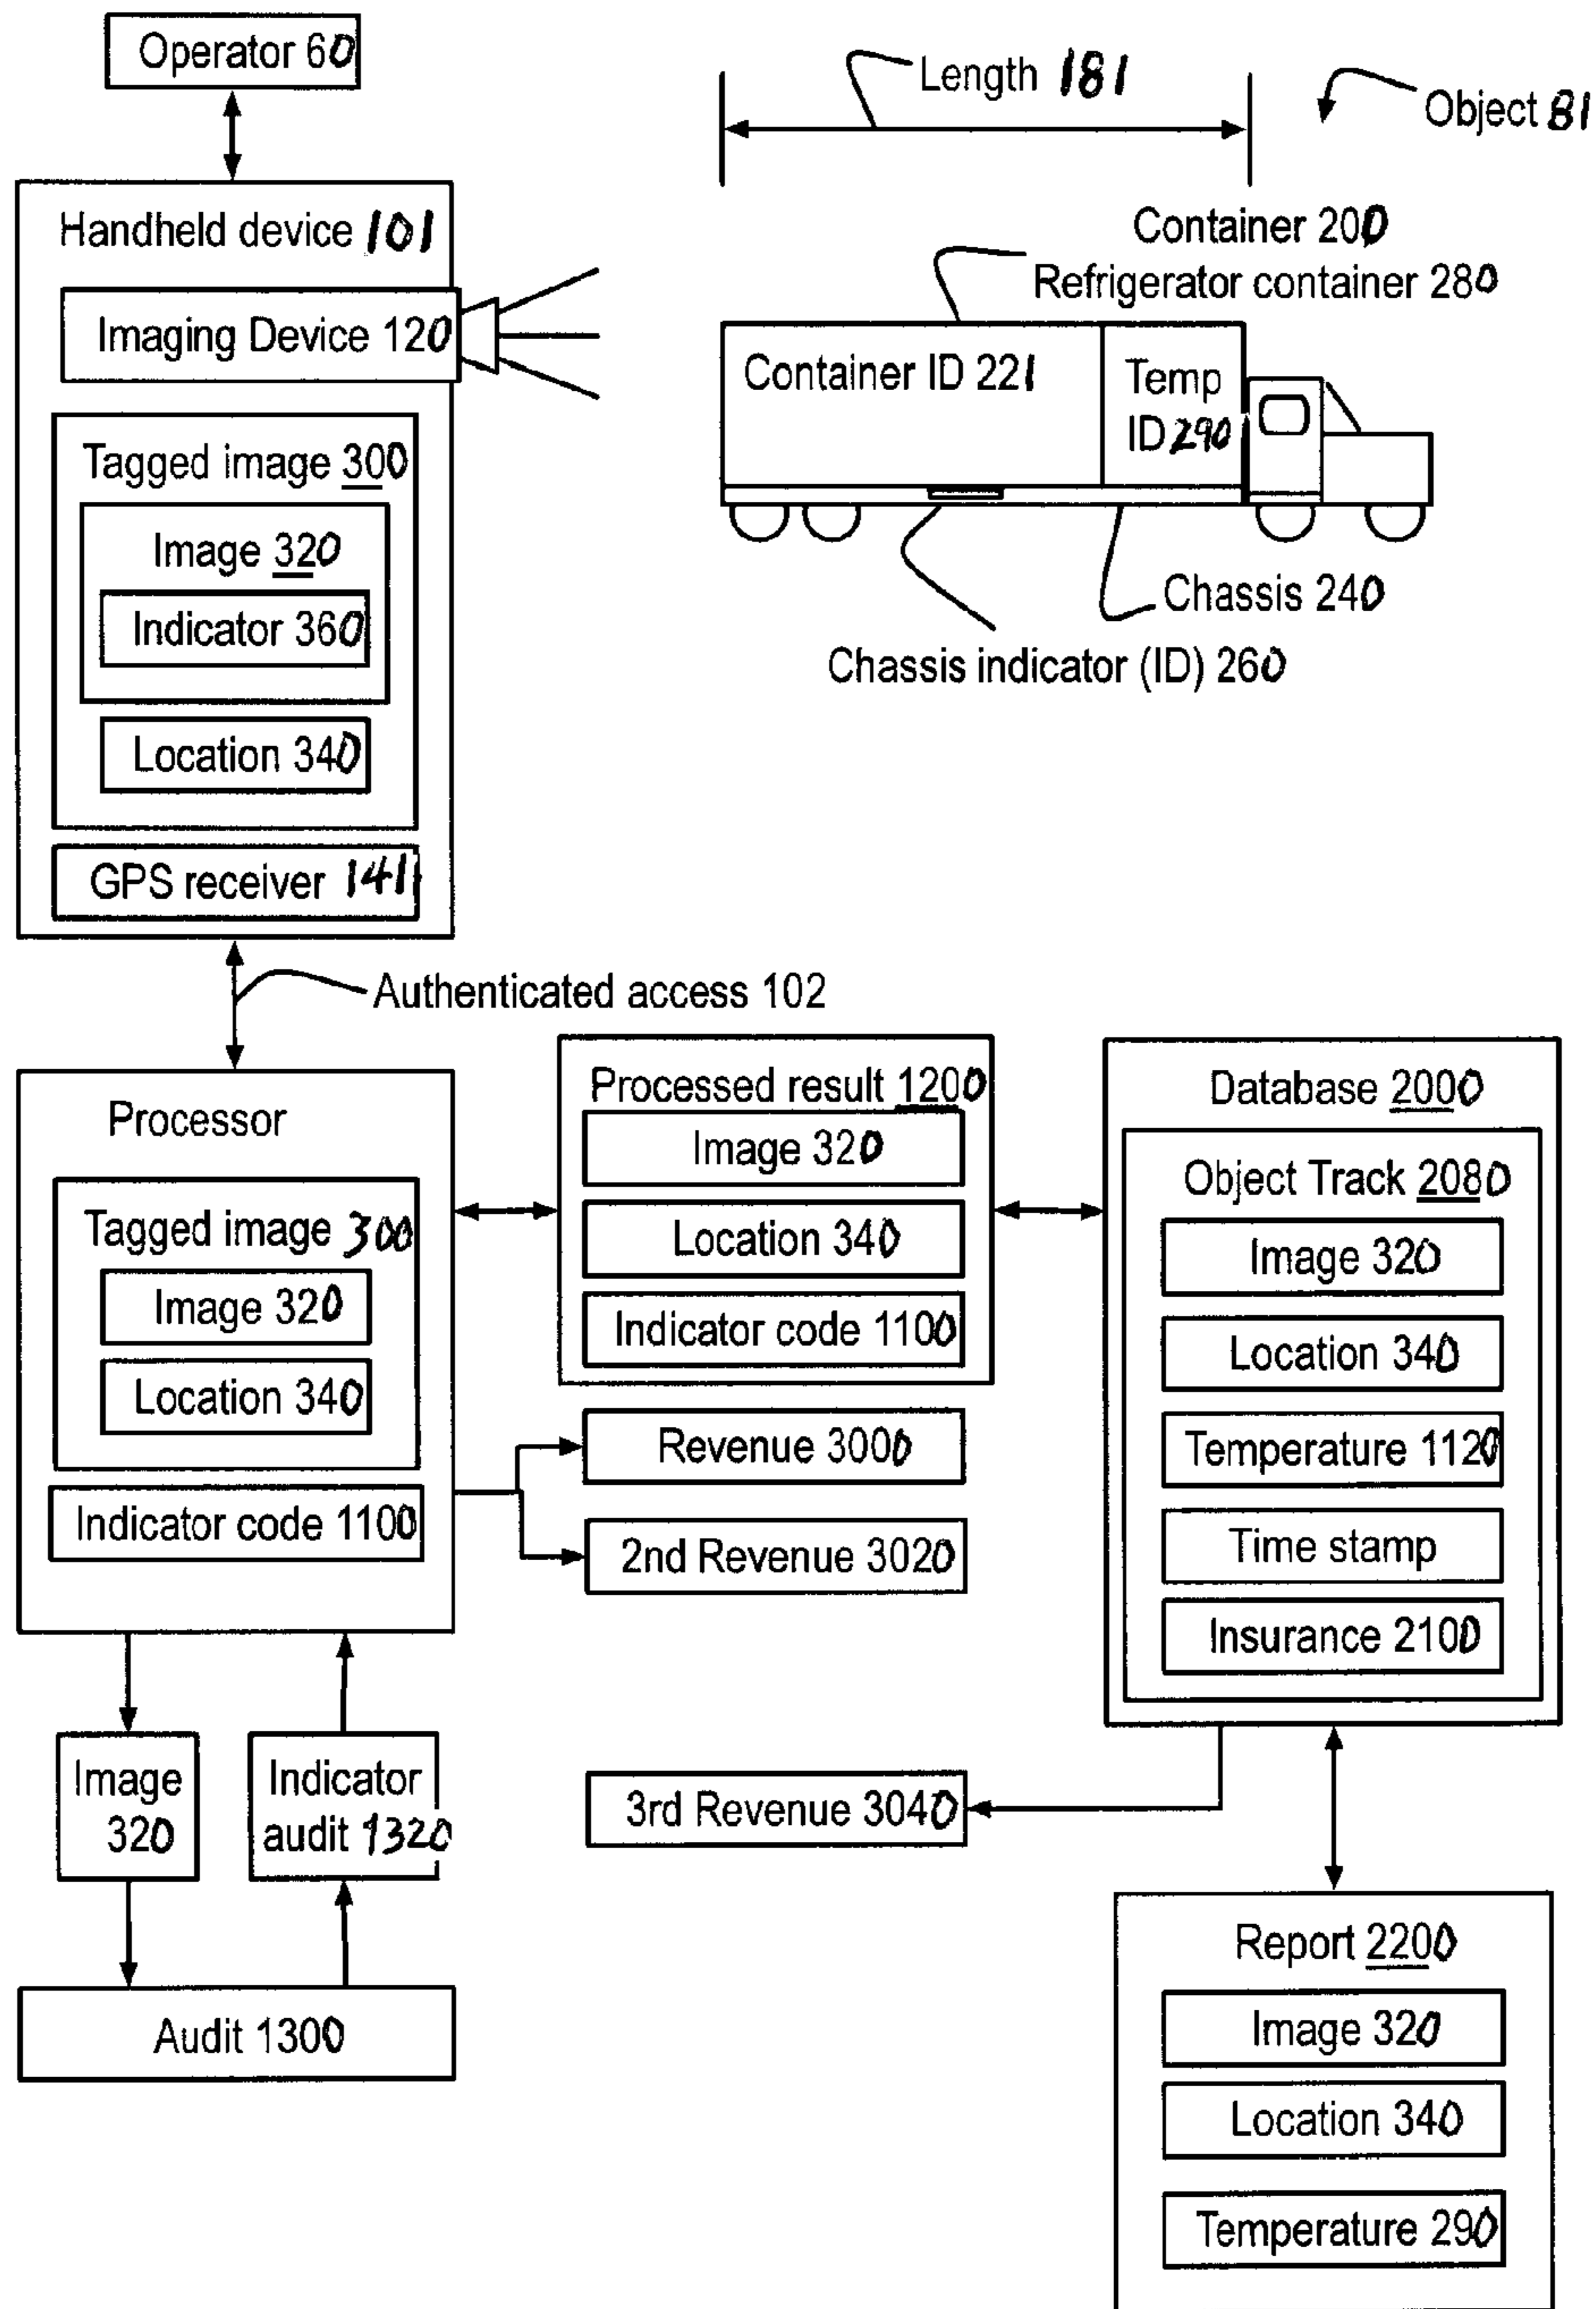 Operator 60
Length 181
Object 81
Handheld device 101
Imaging Device 120
Tagged image 300
Image 320
Indicator 360
Location 340
GPS receiver 141
Container 200
Refrigerator container 280
Container ID 221
Temp
ID 290
Chassis 240
Chassis indicator (ID) 260
Authenticated access 102
Processor
Tagged image 300
Image 320
Location 340
Indicator code 1100
Processed result 1200
Image 320
Location 340
Indicator code 1100
Revenue 3000
2nd Revenue 3020
Database 2000
Object Track 2080
Image 320
Location 340
Temperature 1120
Time stamp
Insurance 2100
Image
320
Indicator
audit 1320
3rd Revenue 3040
Audit 1300
Report 2200
Image 320
Location 340
Temperature 290